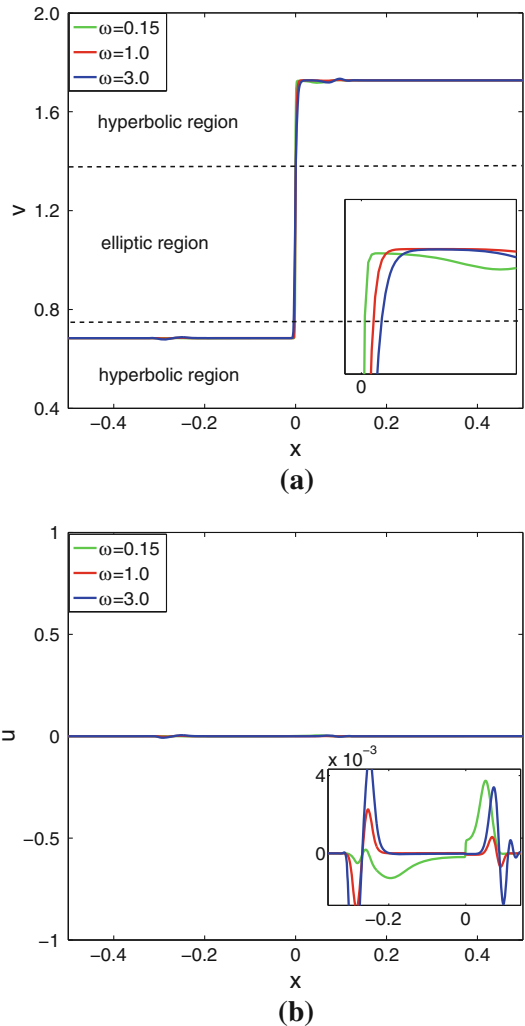 2.0
1.6
1.2
0.8
0.4
v
ω=0.15
ω=1.0
ω=3.0
hyperbolic region
elliptic region
hyperbolic region
0
−0.4 −0.2 0 0.2 0.4
x
(a)
1
0.5
0
−0.5
−1
u
ω=0.15
ω=1.0
ω=3.0
x 10⁻³
4
0
−0.2 0
−0.4 −0.2 0 0.2 0.4
x
(b)